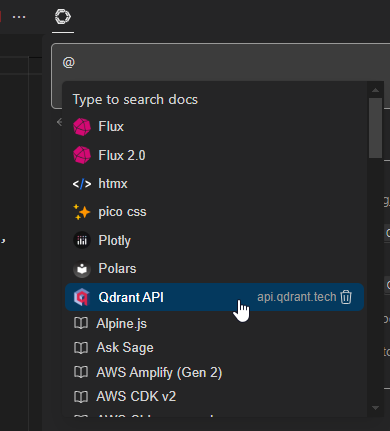 @
Type to search docs
Flux
Flux 2.0
htmx
pico css
Plotly
Polars
Qdrant API api.qdrant.tech
Alpine.js
Ask Sage
AWS Amplify (Gen 2)
AWS CDK v2